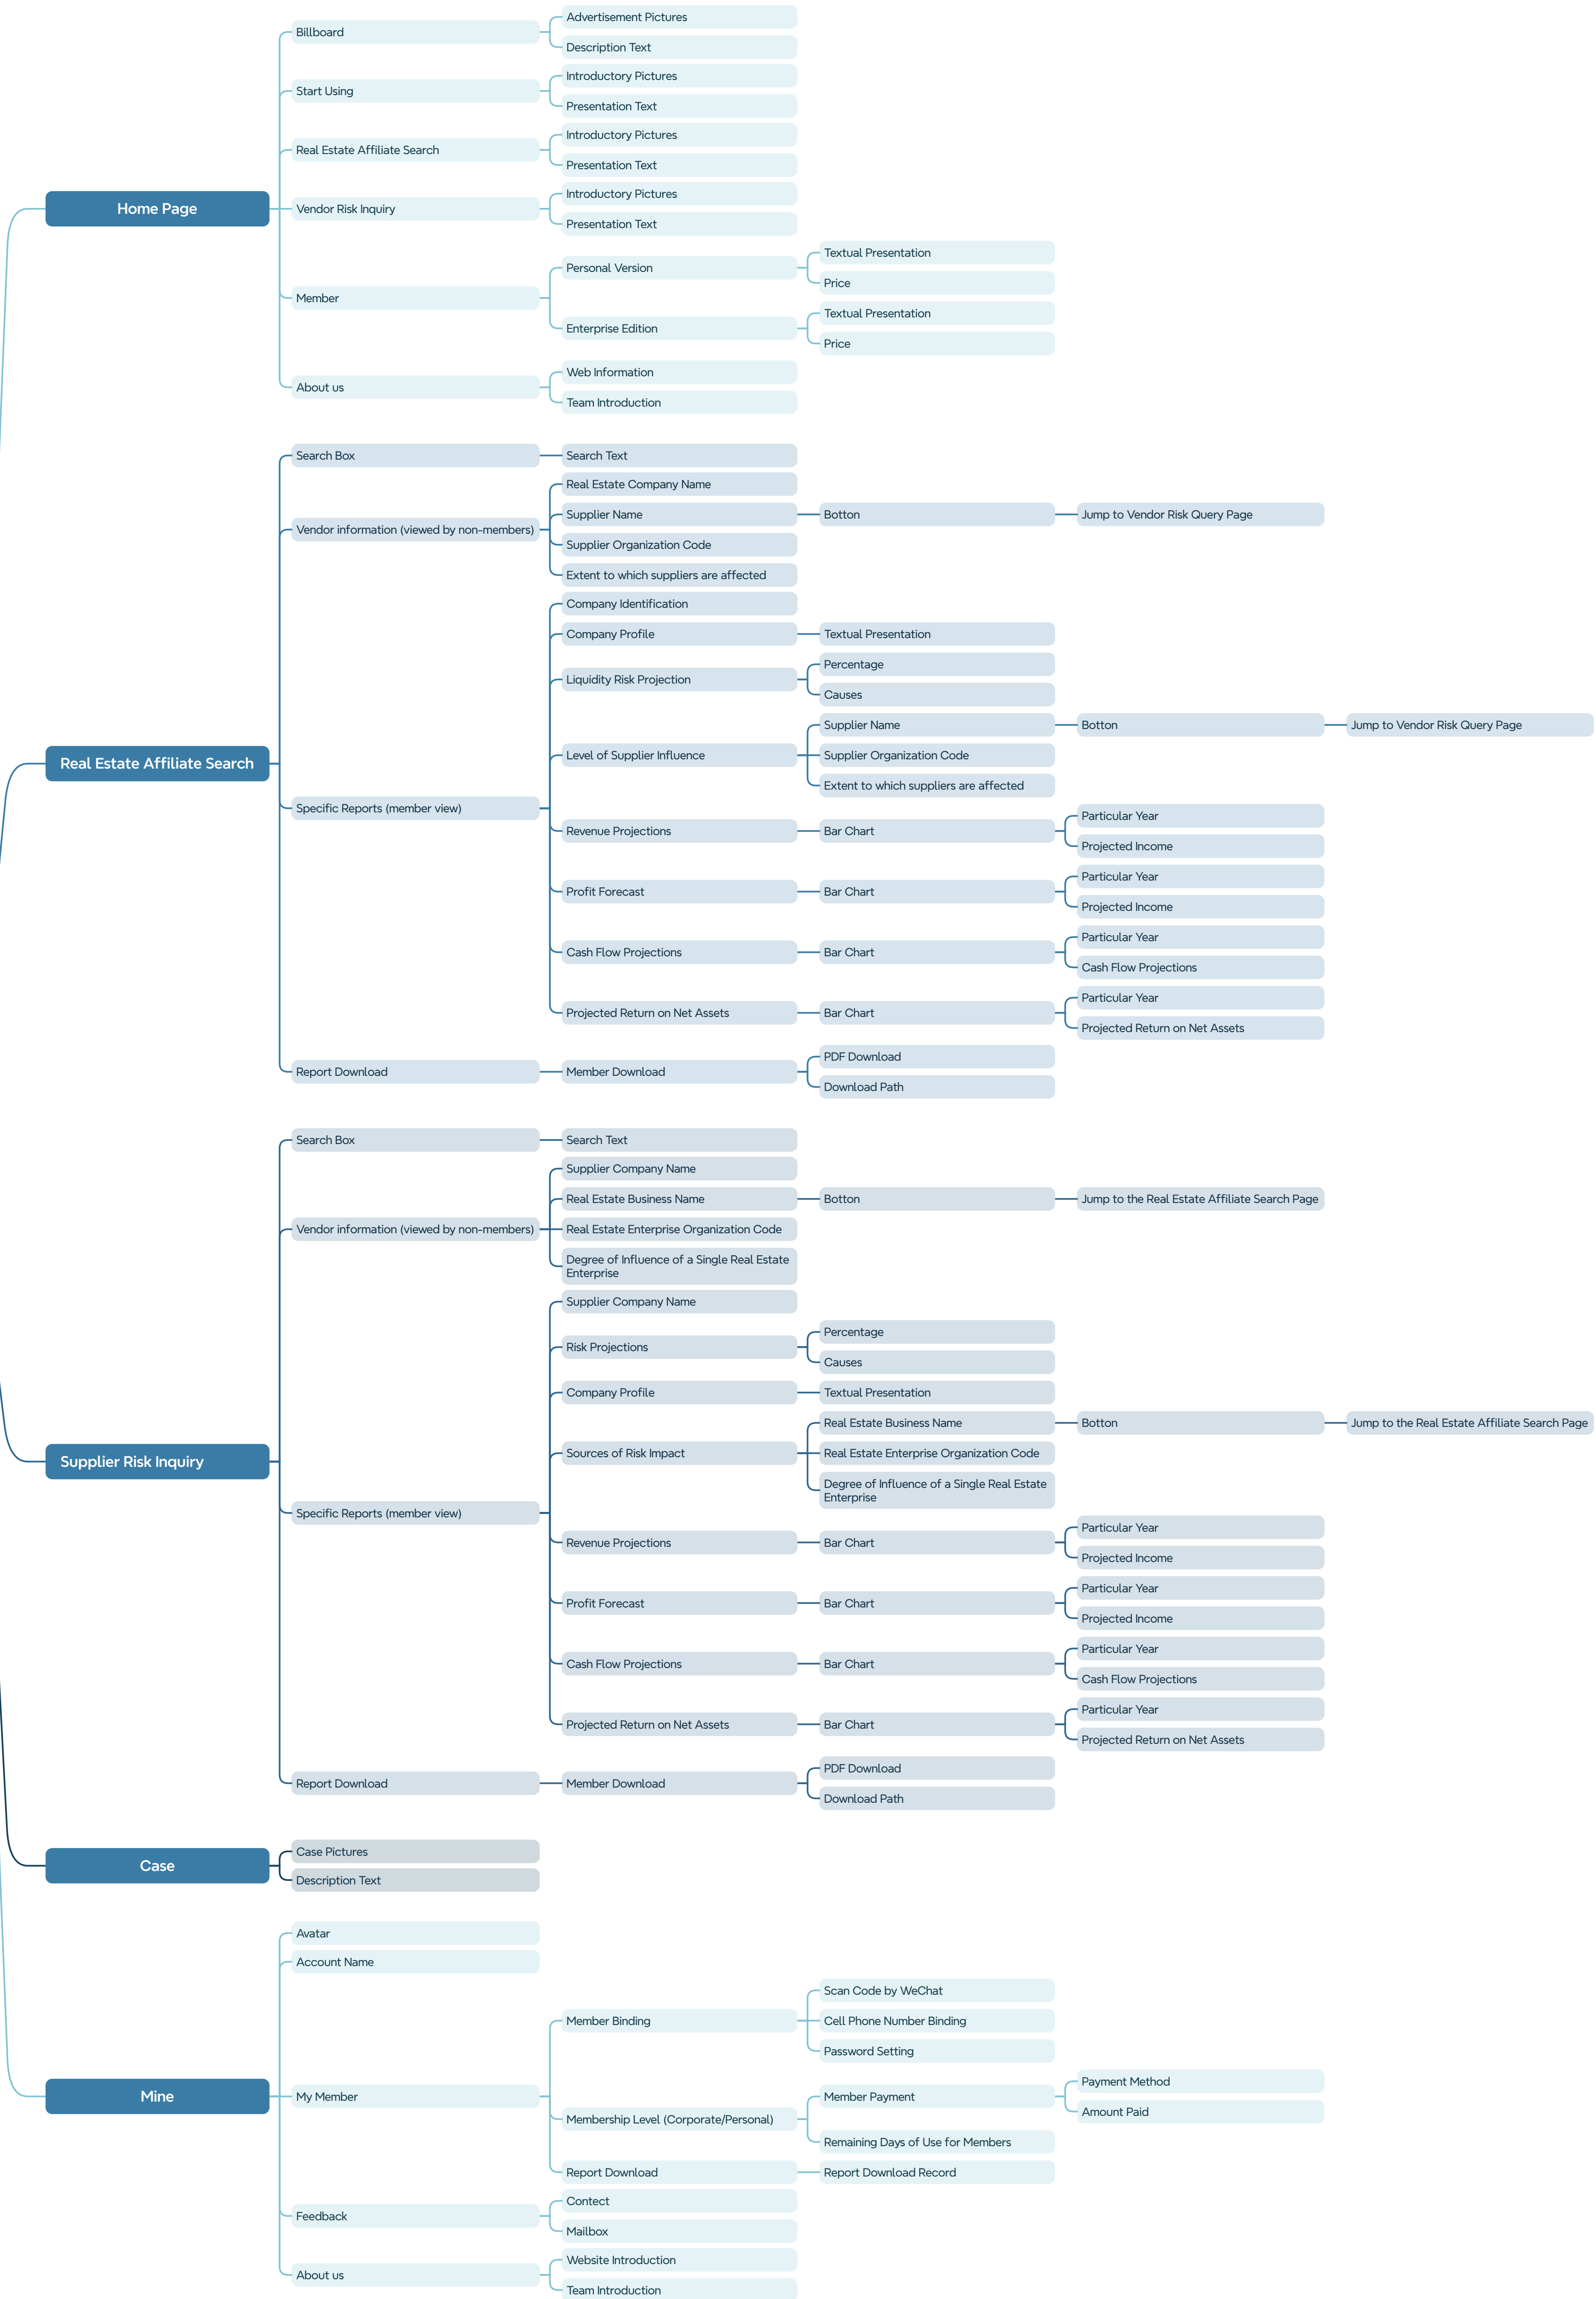 Home Page
Billboard
Advertisement Pictures
Description Text
Start Using
Introductory Pictures
Presentation Text
Real Estate Affiliate Search
Introductory Pictures
Presentation Text
Vendor Risk Inquiry
Introductory Pictures
Presentation Text
Member
Personal Version
Textual Presentation
Price
Enterprise Edition
Textual Presentation
Price
About us
Web Information
Team Introduction
Real Estate Affiliate Search
Search Box
Search Text
Vendor information (viewed by non-members)
Real Estate Company Name
Supplier Name
Botton
Jump to Vendor Risk Query Page
Supplier Organization Code
Extent to which suppliers are affected
Specific Reports (member view)
Company Identification
Company Profile
Textual Presentation
Liquidity Risk Projection
Percentage
Causes
Level of Supplier Influence
Supplier Name
Botton
Jump to Vendor Risk Query Page
Supplier Organization Code
Extent to which suppliers are affected
Revenue Projections
Bar Chart
Particular Year
Projected Income
Profit Forecast
Bar Chart
Particular Year
Projected Income
Cash Flow Projections
Bar Chart
Particular Year
Cash Flow Projections
Projected Return on Net Assets
Bar Chart
Particular Year
Projected Return on Net Assets
Report Download
Member Download
PDF Download
Download Path
Supplier Risk Inquiry
Search Box
Search Text
Vendor information (viewed by non-members)
Supplier Company Name
Real Estate Business Name
Botton
Jump to the Real Estate Affiliate Search Page
Real Estate Enterprise Organization Code
Degree of Influence of a Single Real Estate
Enterprise
Specific Reports (member view)
Supplier Company Name
Risk Projections
Percentage
Causes
Company Profile
Textual Presentation
Sources of Risk Impact
Real Estate Business Name
Botton
Jump to the Real Estate Affiliate Search Page
Real Estate Enterprise Organization Code
Degree of Influence of a Single Real Estate
Enterprise
Revenue Projections
Bar Chart
Particular Year
Projected Income
Profit Forecast
Bar Chart
Particular Year
Projected Income
Cash Flow Projections
Bar Chart
Particular Year
Cash Flow Projections
Projected Return on Net Assets
Bar Chart
Particular Year
Projected Return on Net Assets
Report Download
Member Download
PDF Download
Download Path
Case
Case Pictures
Description Text
Mine
Avatar
Account Name
My Member
Member Binding
Scan Code by WeChat
Cell Phone Number Binding
Password Setting
Membership Level (Corporate/Personal)
Member Payment
Payment Method
Amount Paid
Remaining Days of Use for Members
Report Download
Report Download Record
Feedback
Contect
Mailbox
About us
Website Introduction
Team Introduction